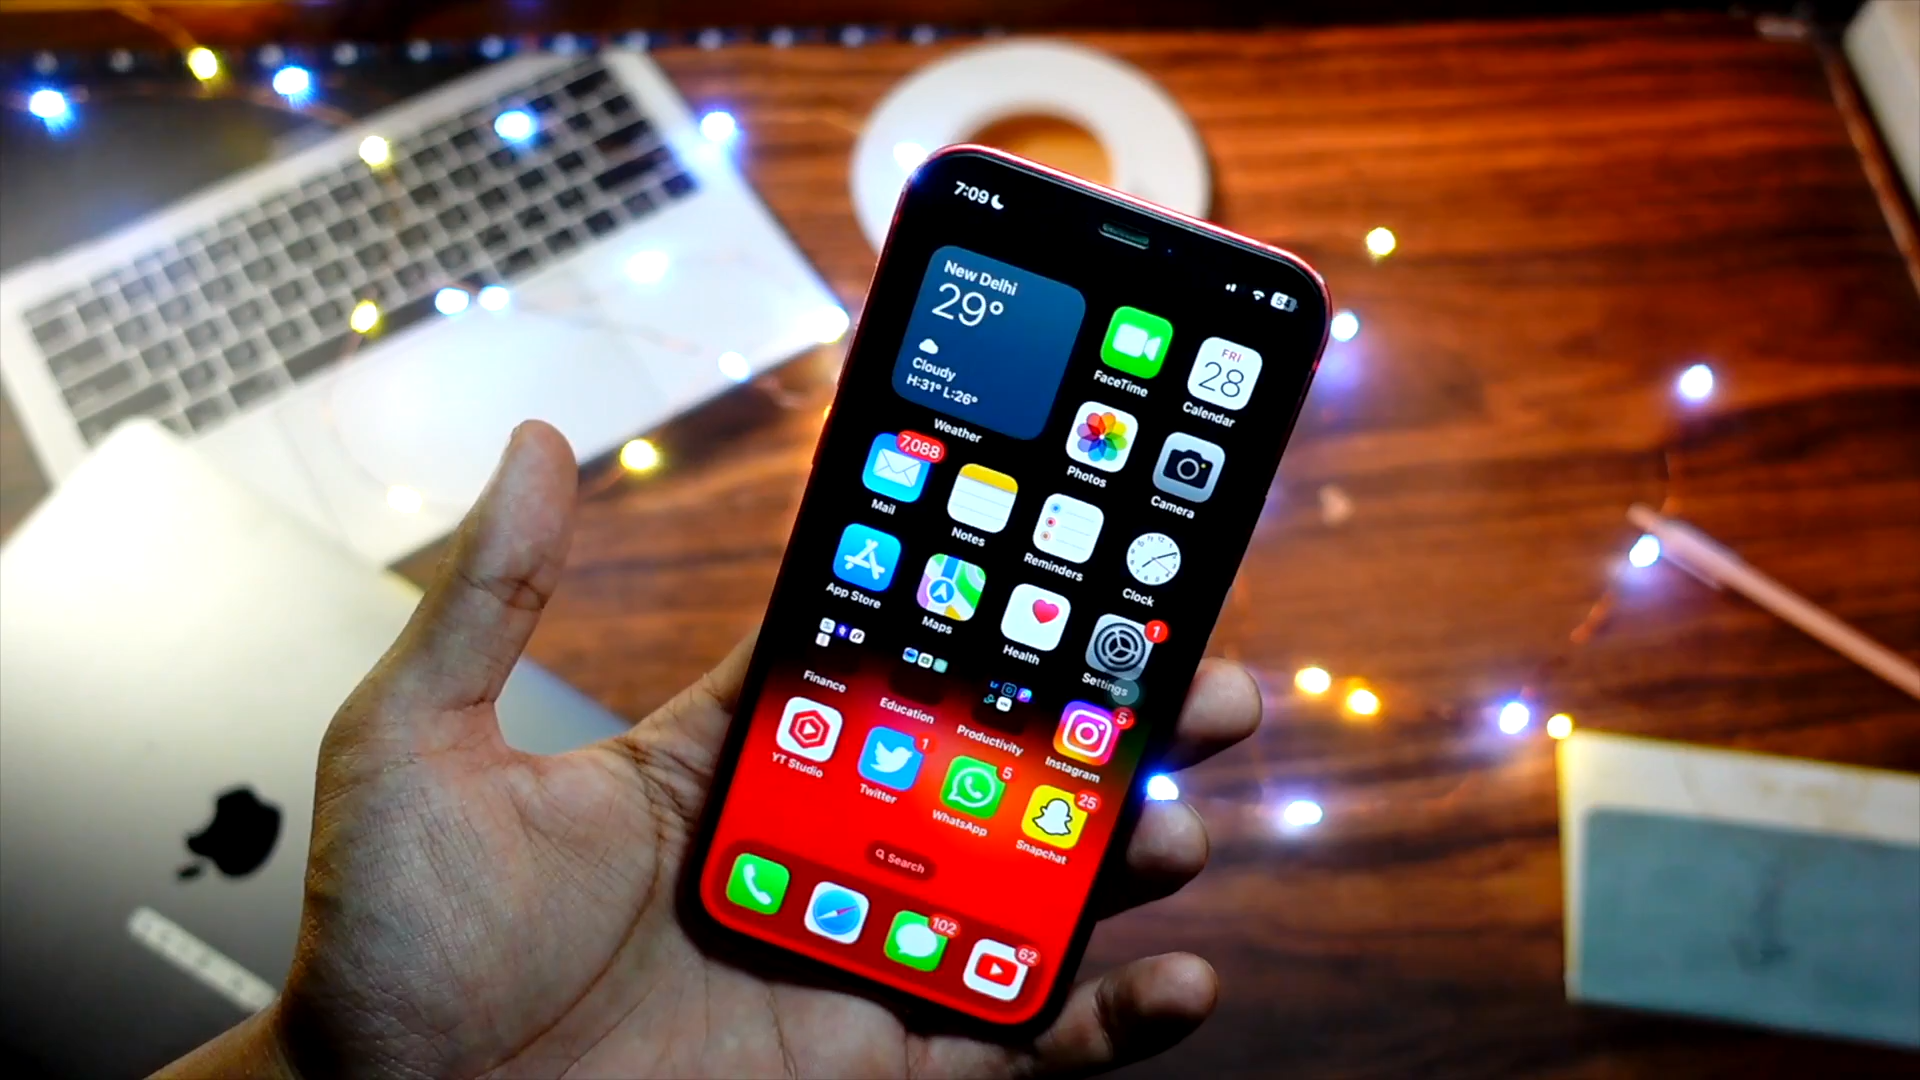 7:09
5
New Delhi
29°
Cloudy
H:31° L:26°
Weather
FaceTime
FRI
28
Calendar
Photos
Camera
7,088
Mail
Notes
Reminders
Clock
App Store
Maps
Health
1
Settings
Finance
Education
Productivity
5
Instagram
YT Studio
1
Twitter
5
WhatsApp
25
Snapchat
Search
102
62